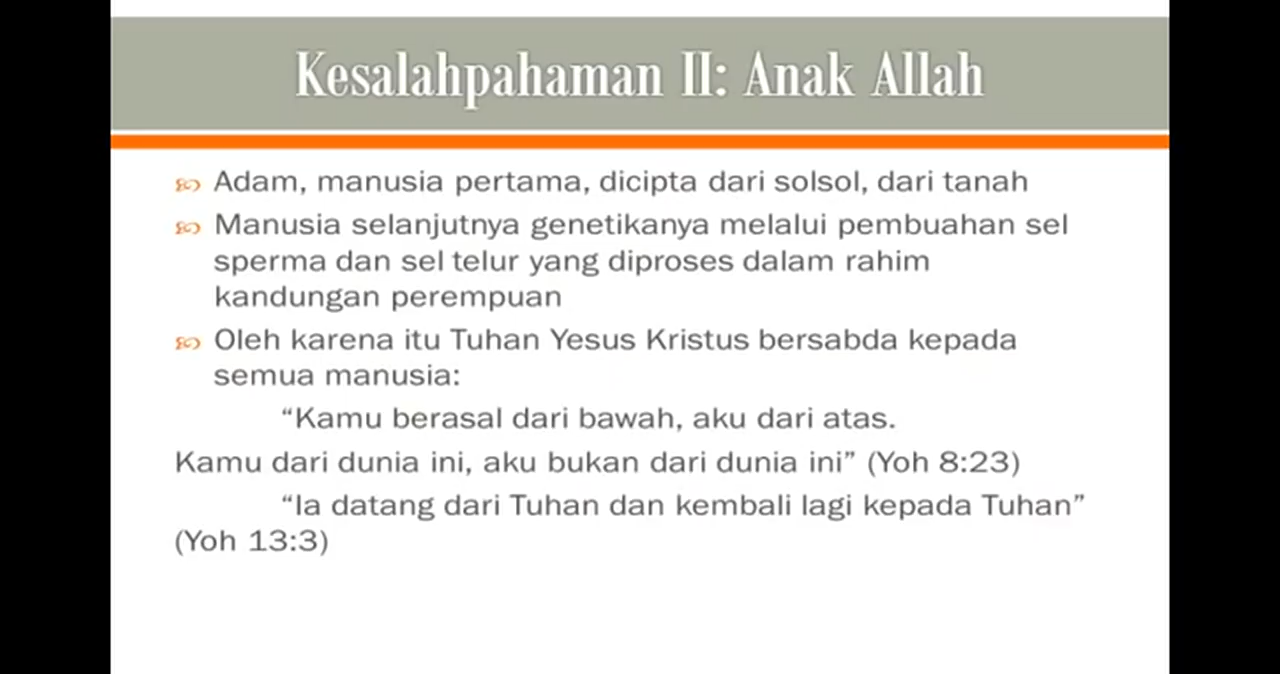 Kesalahpahaman II: Anak Allah
Adam, manusia pertama, dicipta dari solsol, dari tanah
Manusia selanjutnya genetikanya melalui pembuahan sel
sperma dan sel telur yang diproses dalam rahim
kandungan perempuan
Oleh karena itu Tuhan Yesus Kristus bersabda kepada
semua manusia:
“Kamu berasal dari bawah, aku dari atas.
Kamu dari dunia ini, aku bukan dari dunia ini” (Yoh 8:23)
“Ia datang dari Tuhan dan kembali lagi kepada Tuhan”
(Yoh 13:3)